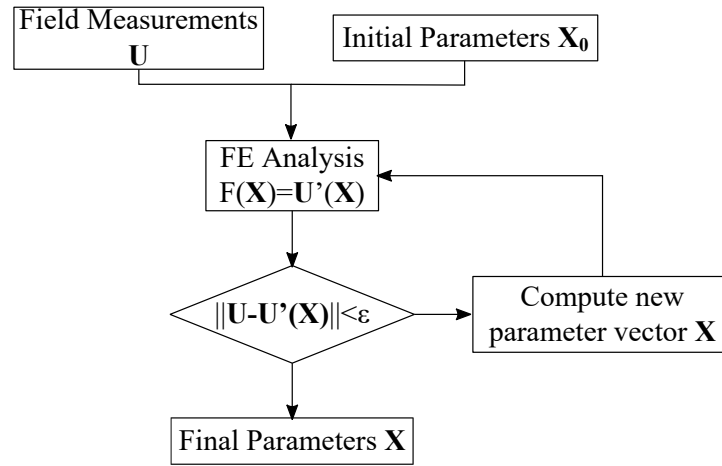 Field Measurements
U
Initial Parameters X₀
FE Analysis
F(X)=U’(X)
||U-U’(X)||<ε
Compute new
parameter vector X
Final Parameters X